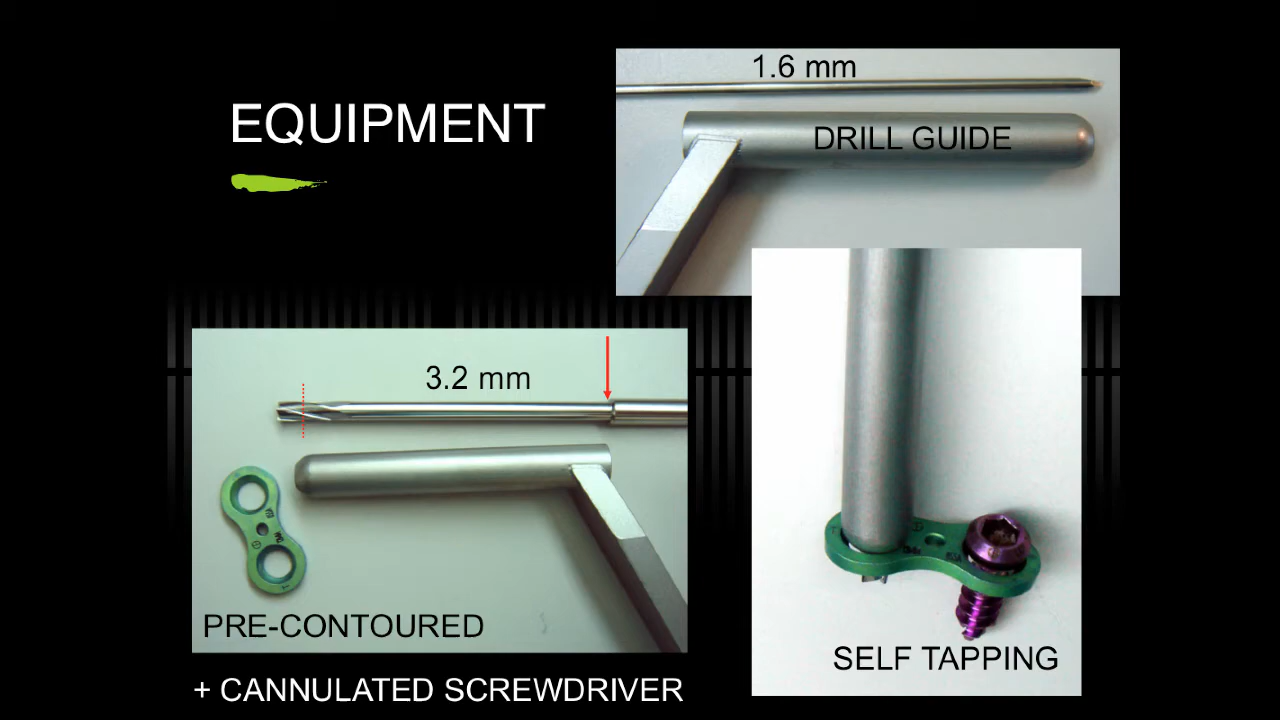 EQUIPMENT
1.6 mm
DRILL GUIDE
3.2 mm
PRE-CONTOURED
+ CANNULATED SCREWDRIVER
SELF TAPPING